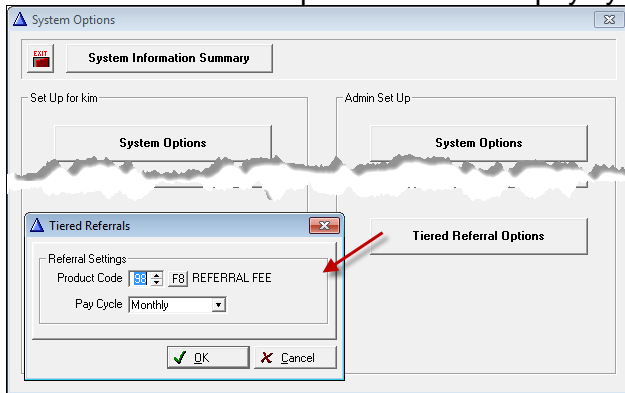 System Options
EXIT
System Information Summary
Set Up for kim
Admin Set Up
System Options
System Options
Tiered Referrals
Tiered Referral Options
Referral Settings
Product Code 98 F8 REFERRAL FEE
Pay Cycle Monthly
OK Cancel